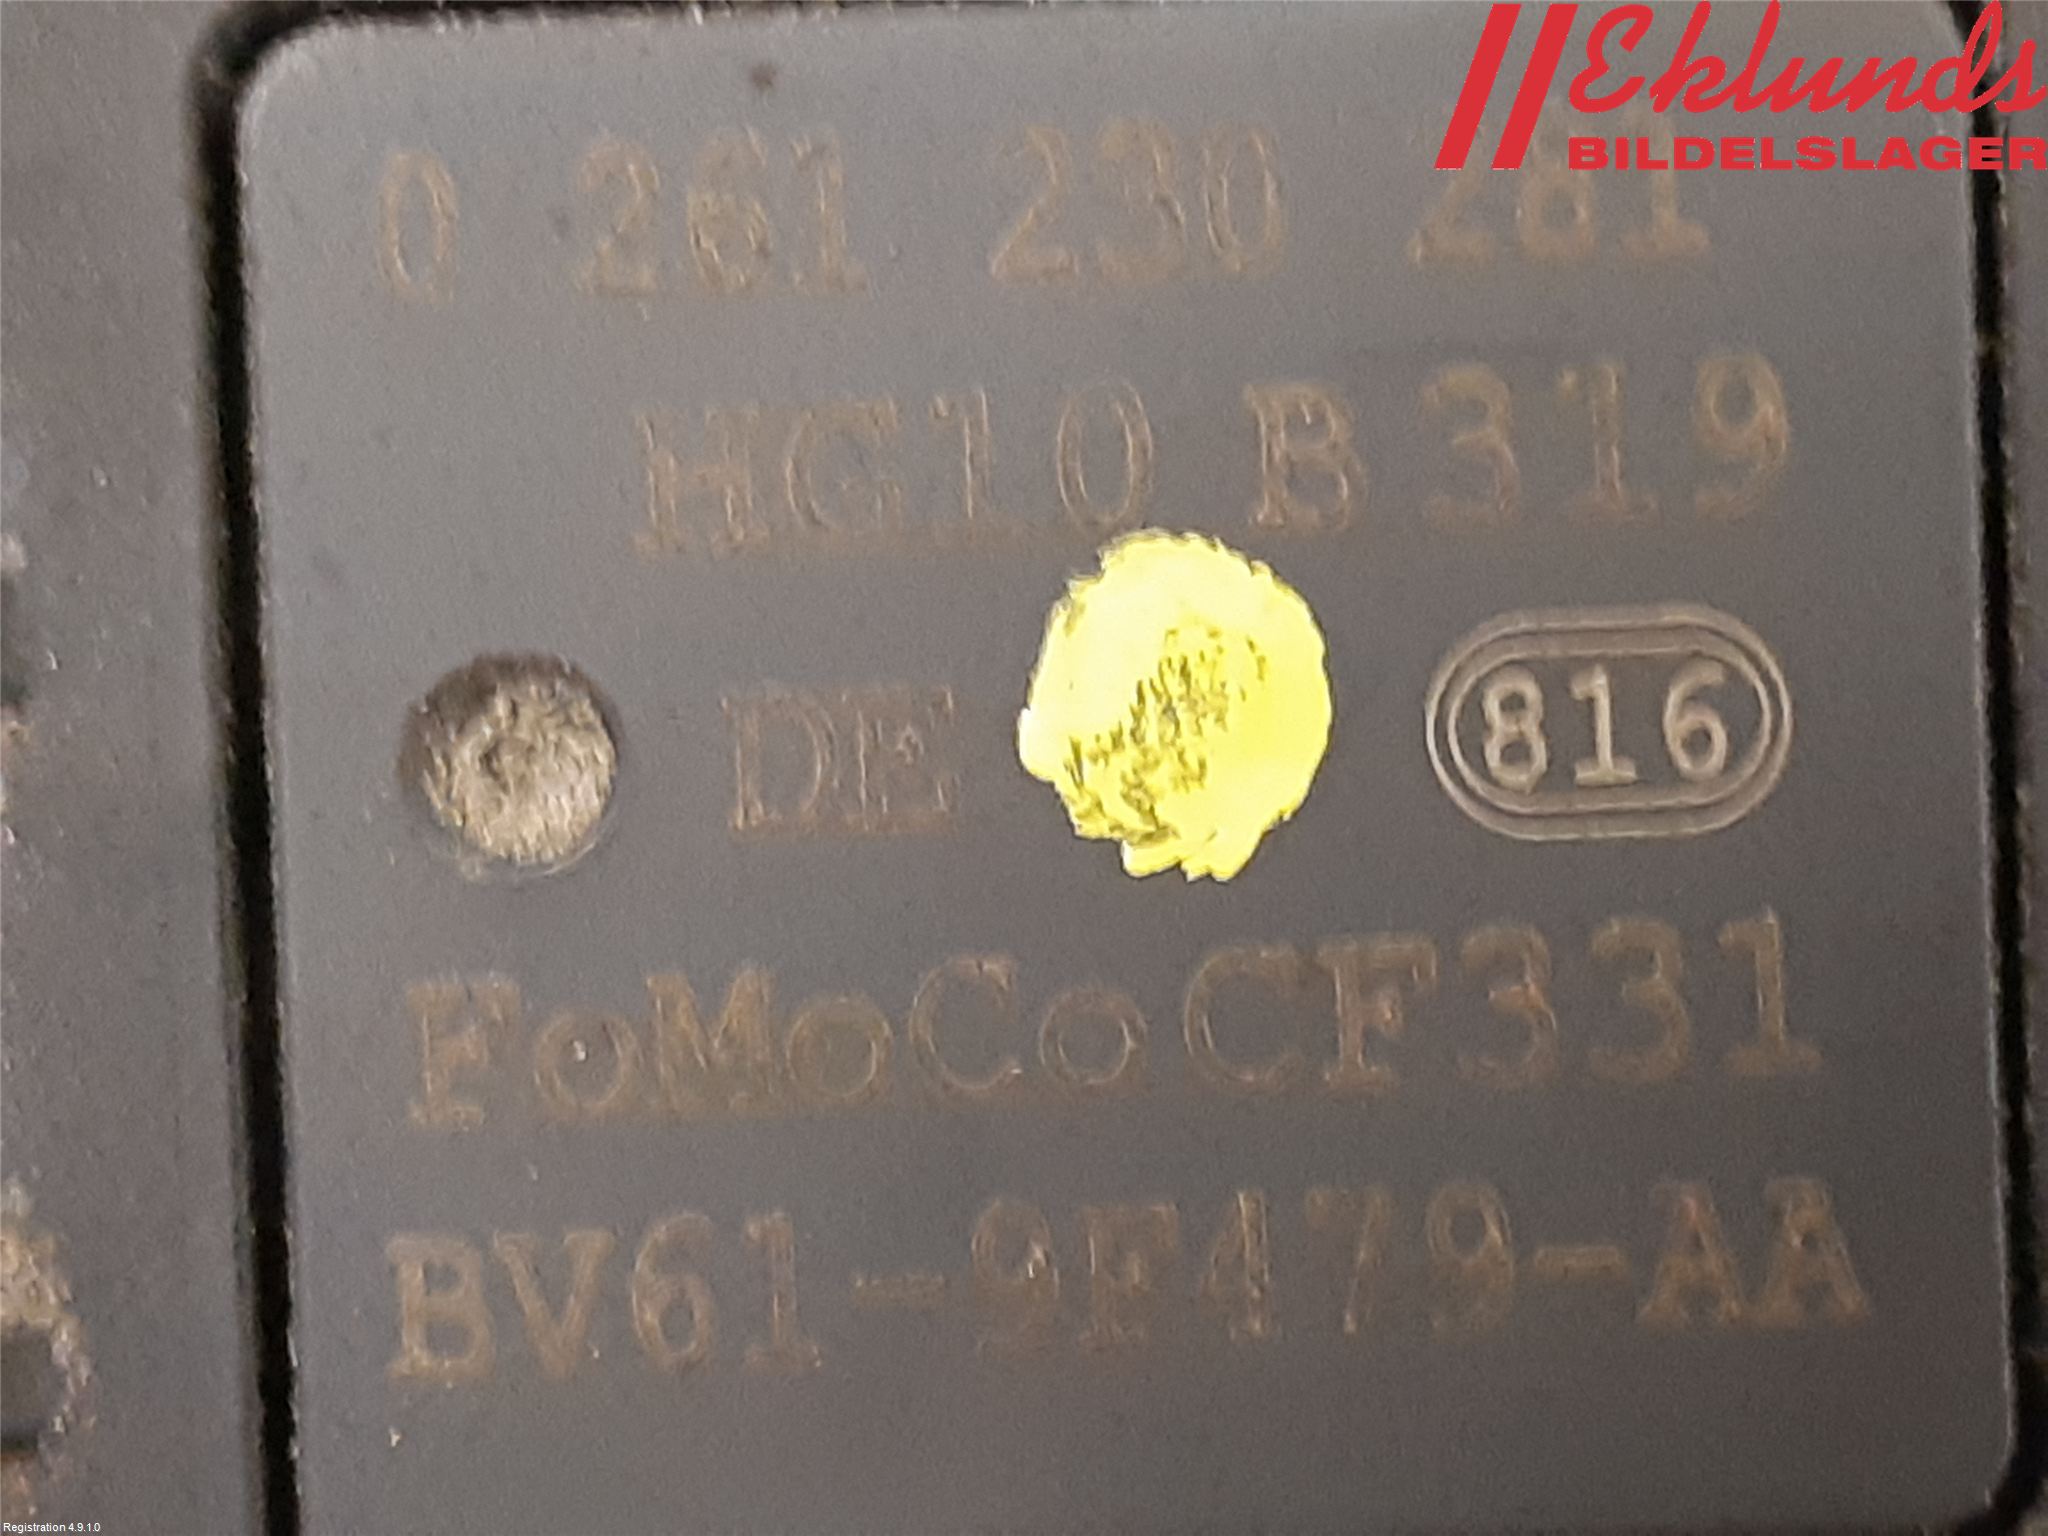 Eklunds
BILDELSLAGER
0 261 230 281
HG10 B 319
DE
816
FoMoCo CF331
BV61-9F479-AA
Registration 4.9.1.0